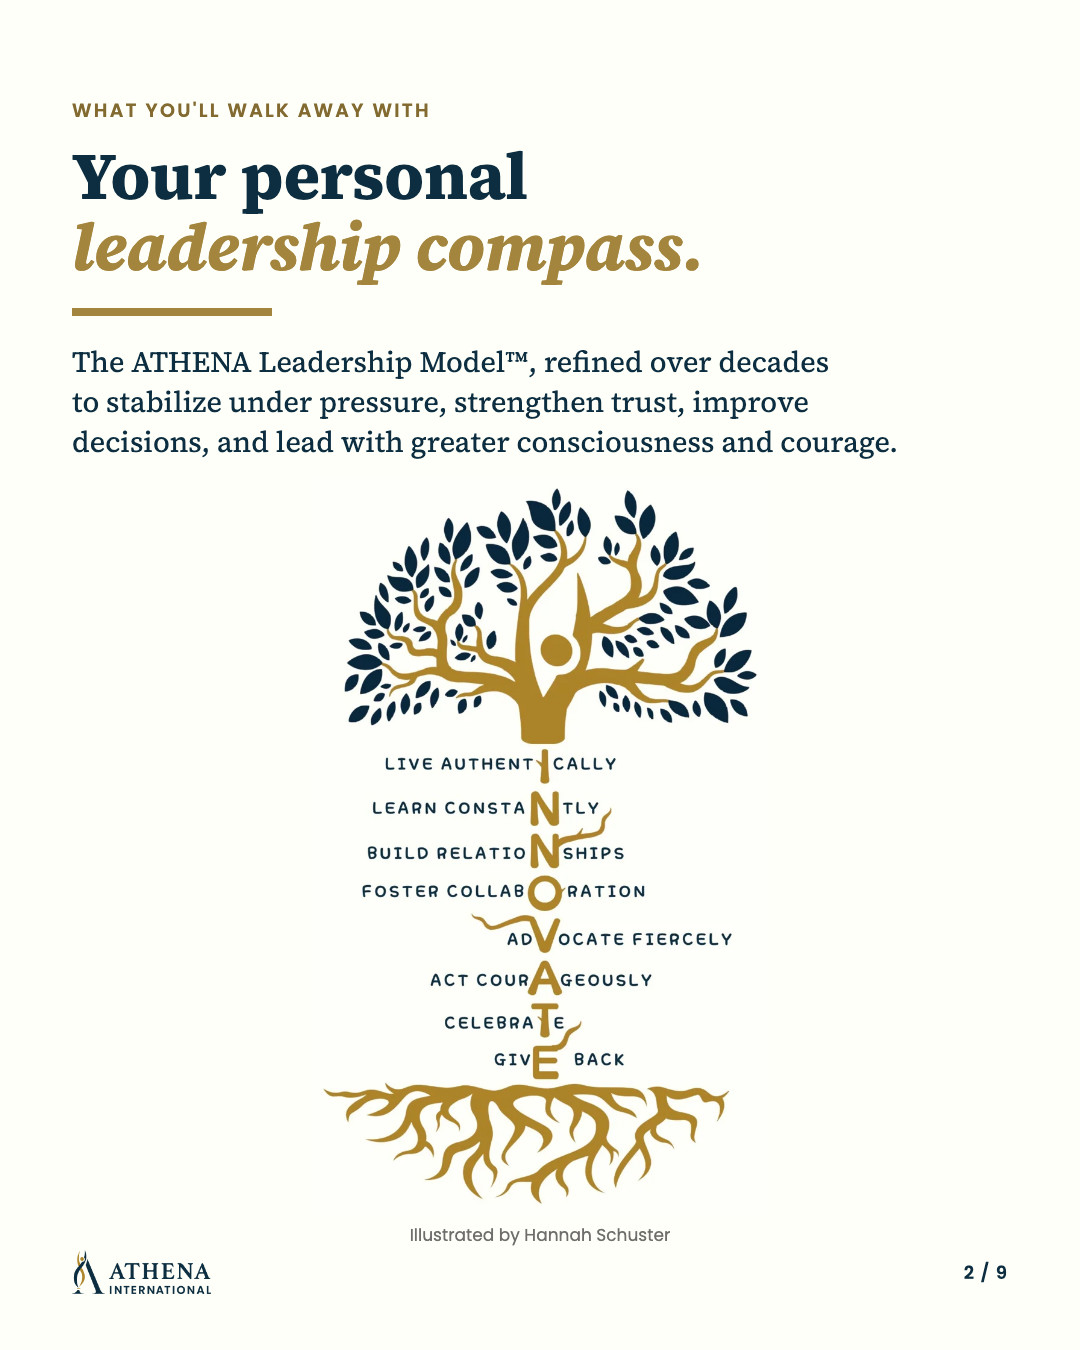 WHAT YOU'LL WALK AWAY WITH
Your personal
leadership compass.
The ATHENA Leadership Model™, refined over decades
to stabilize under pressure, strengthen trust, improve
decisions, and lead with greater consciousness and courage.
LIVE AUTHENTICALLY
LEARN CONSTANTLY
BUILD RELATIONSHIPS
FOSTER COLLABORATION
ADVOCATE FIERCELY
ACT COURAGEOUSLY
CELEBRATE
GIVE BACK
Illustrated by Hannah Schuster
ATHENA
INTERNATIONAL
2 / 9